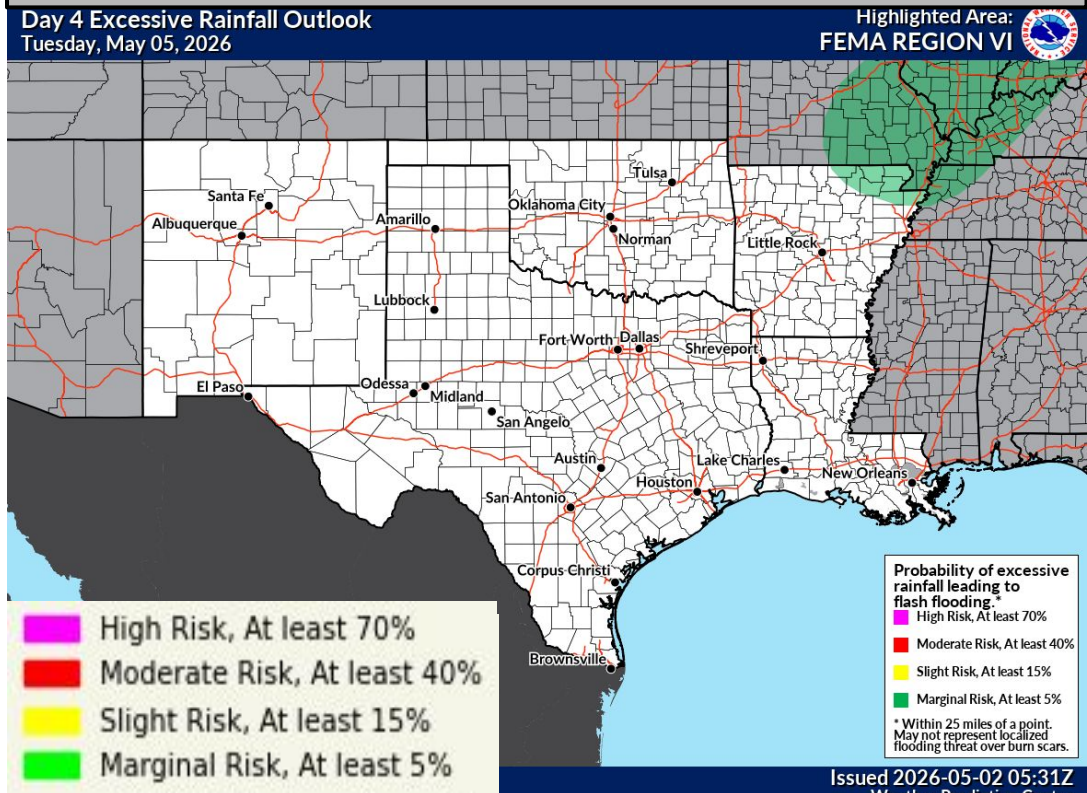 Day 4 Excessive Rainfall Outlook
Tuesday, May 05, 2026
Highlighted Area:
FEMA REGION VI
NATIONAL WEATHER SERVICE
Santa Fe
Albuquerque
Amarillo
Tulsa
Oklahoma City
Norman
Little Rock
Lubbock
Fort Worth
Dallas
Shreveport
El Paso
Odessa
Midland
San Angelo
Austin
Lake Charles
New Orleans
Houston
San Antonio
Corpus Christi
Brownsville
Probability of excessive
rainfall leading to
flash flooding.*
High Risk, At least 70%
Moderate Risk, At least 40%
Slight Risk, At least 15%
Marginal Risk, At least 5%
* Within 25 miles of a point.
May not represent localized
flooding threat over burn scars.
High Risk, At least 70%
Moderate Risk, At least 40%
Slight Risk, At least 15%
Marginal Risk, At least 5%
Issued 2026-05-02 05:31Z